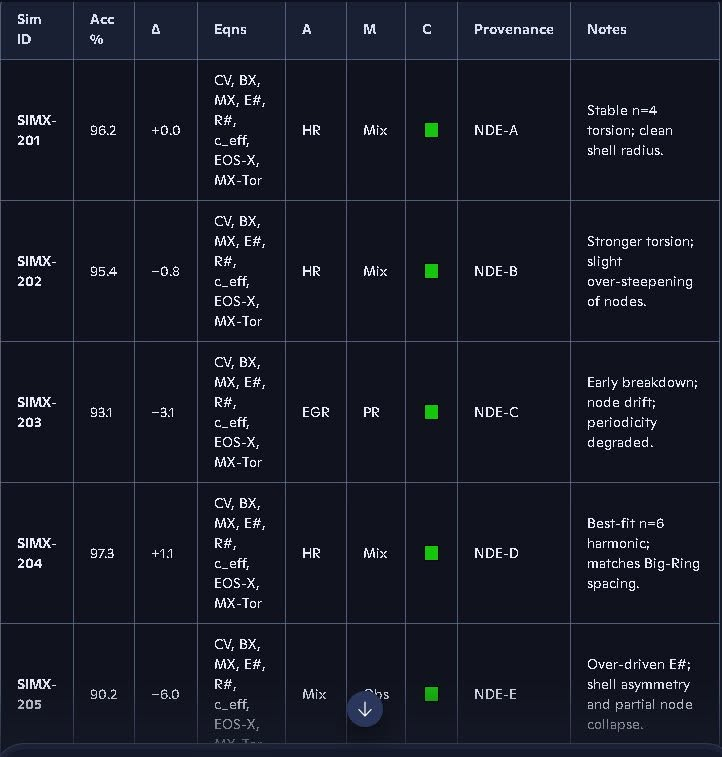 Sim ID Acc % Δ Eqns A M C Provenance Notes
SIMX-201 96.2 +0.0 CV, BX, MX, E#, R#, c_eff, EOS-X, MX-Tor HR Mix NDE-A Stable n=4 torsion; clean shell radius.
SIMX-202 95.4 −0.8 CV, BX, MX, E#, R#, c_eff, EOS-X, MX-Tor HR Mix NDE-B Stronger torsion; slight over-steepening of nodes.
SIMX-203 93.1 −3.1 CV, BX, MX, E#, R#, c_eff, EOS-X, MX-Tor EGR PR NDE-C Early breakdown; node drift; periodicity degraded.
SIMX-204 97.3 +1.1 CV, BX, MX, E#, R#, c_eff, EOS-X, MX-Tor HR Mix NDE-D Best-fit n=6 harmonic; matches Big-Ring spacing.
SIMX-205 90.2 −6.0 CV, BX, MX, E#, R#, c_eff, EOS-X, Mix NDE-E Over-driven E#; shell asymmetry and partial node collapse.